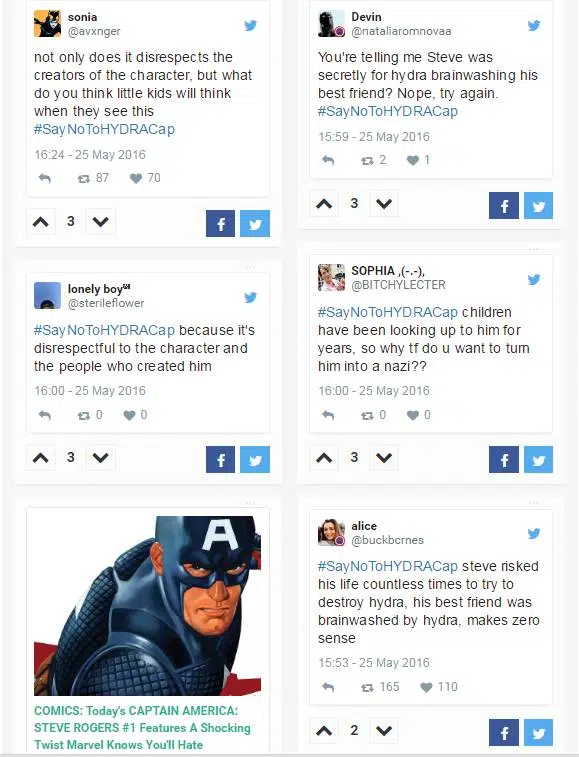 sonia
@avxnger
not only does it disrespects the
creators of the character, but what
do you think little kids will think
when they see this
#SayNoToHYDRACap
16:24 - 25 May 2016
87 70
3
lonely boy
@sterileflower
#SayNoToHYDRACap because it's
disrespectful to the character and
the people who created him
16:00 - 25 May 2016
0 0
3
A
COMICS: Today's CAPTAIN AMERICA:
STEVE ROGERS #1 Features A Shocking
Twist Marvel Knows You'll Hate
Devin
@nataliaromnovaa
You're telling me Steve was
secretly for hydra brainwashing his
best friend? Nope, try again.
#SayNoToHYDRACap
15:59 - 25 May 2016
2 1
3
SOPHIA ,(-.-),
@BITCHYLECTER
#SayNoToHYDRACap children
have been looking up to him for
years, so why tf do u want to turn
him into a nazi??
16:00 - 25 May 2016
0 0
3
alice
@buckbcrnes
#SayNoToHYDRACap steve risked
his life countless times to try to
destroy hydra, his best friend was
brainwashed by hydra, makes zero
sense
15:53 - 25 May 2016
165 110
2